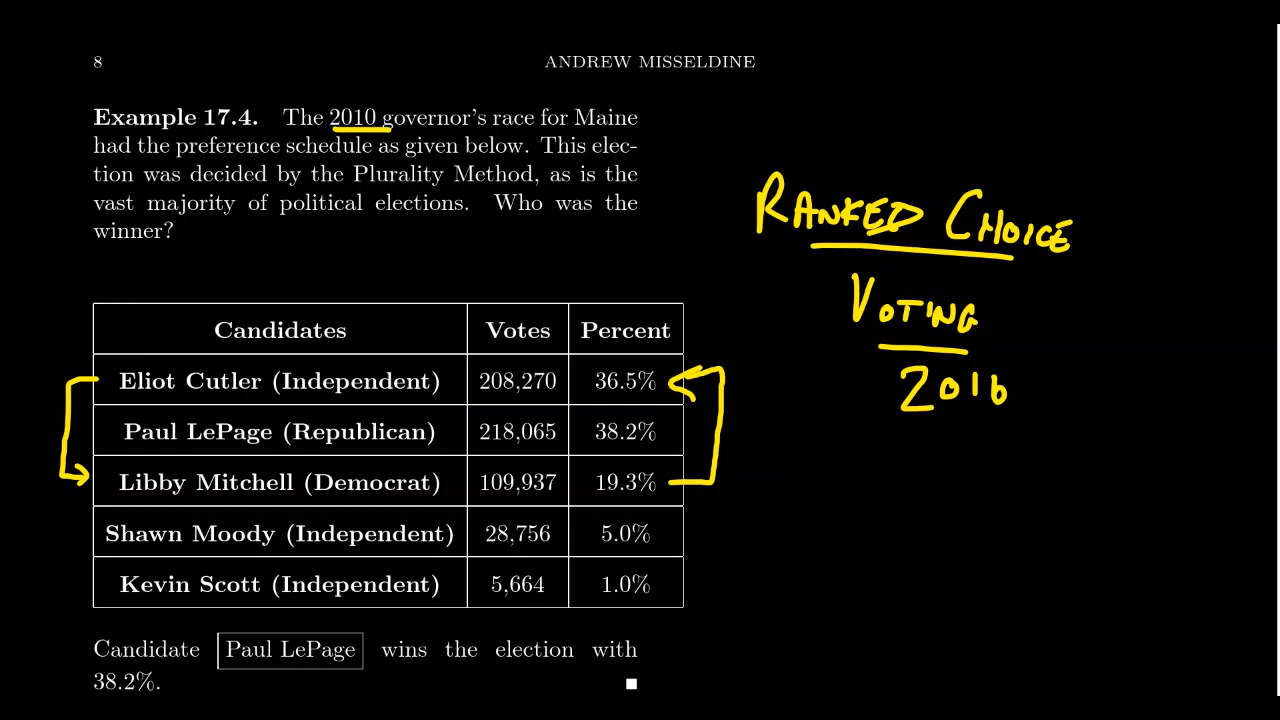 8
ANDREW MISSELDINE
Example 17.4. The 2010 governor's race for Maine
had the preference schedule as given below. This elec-
tion was decided by the Plurality Method, as is the
vast majority of political elections. Who was the
winner?
Candidates Votes Percent
Eliot Cutler (Independent) 208,270 36.5%
Paul LePage (Republican) 218,065 38.2%
Libby Mitchell (Democrat) 109,937 19.3%
Shawn Moody (Independent) 28,756 5.0%
Kevin Scott (Independent) 5,664 1.0%
Candidate Paul LePage wins the election with
38.2%.
RANKED CHOICE
VOTING
2016